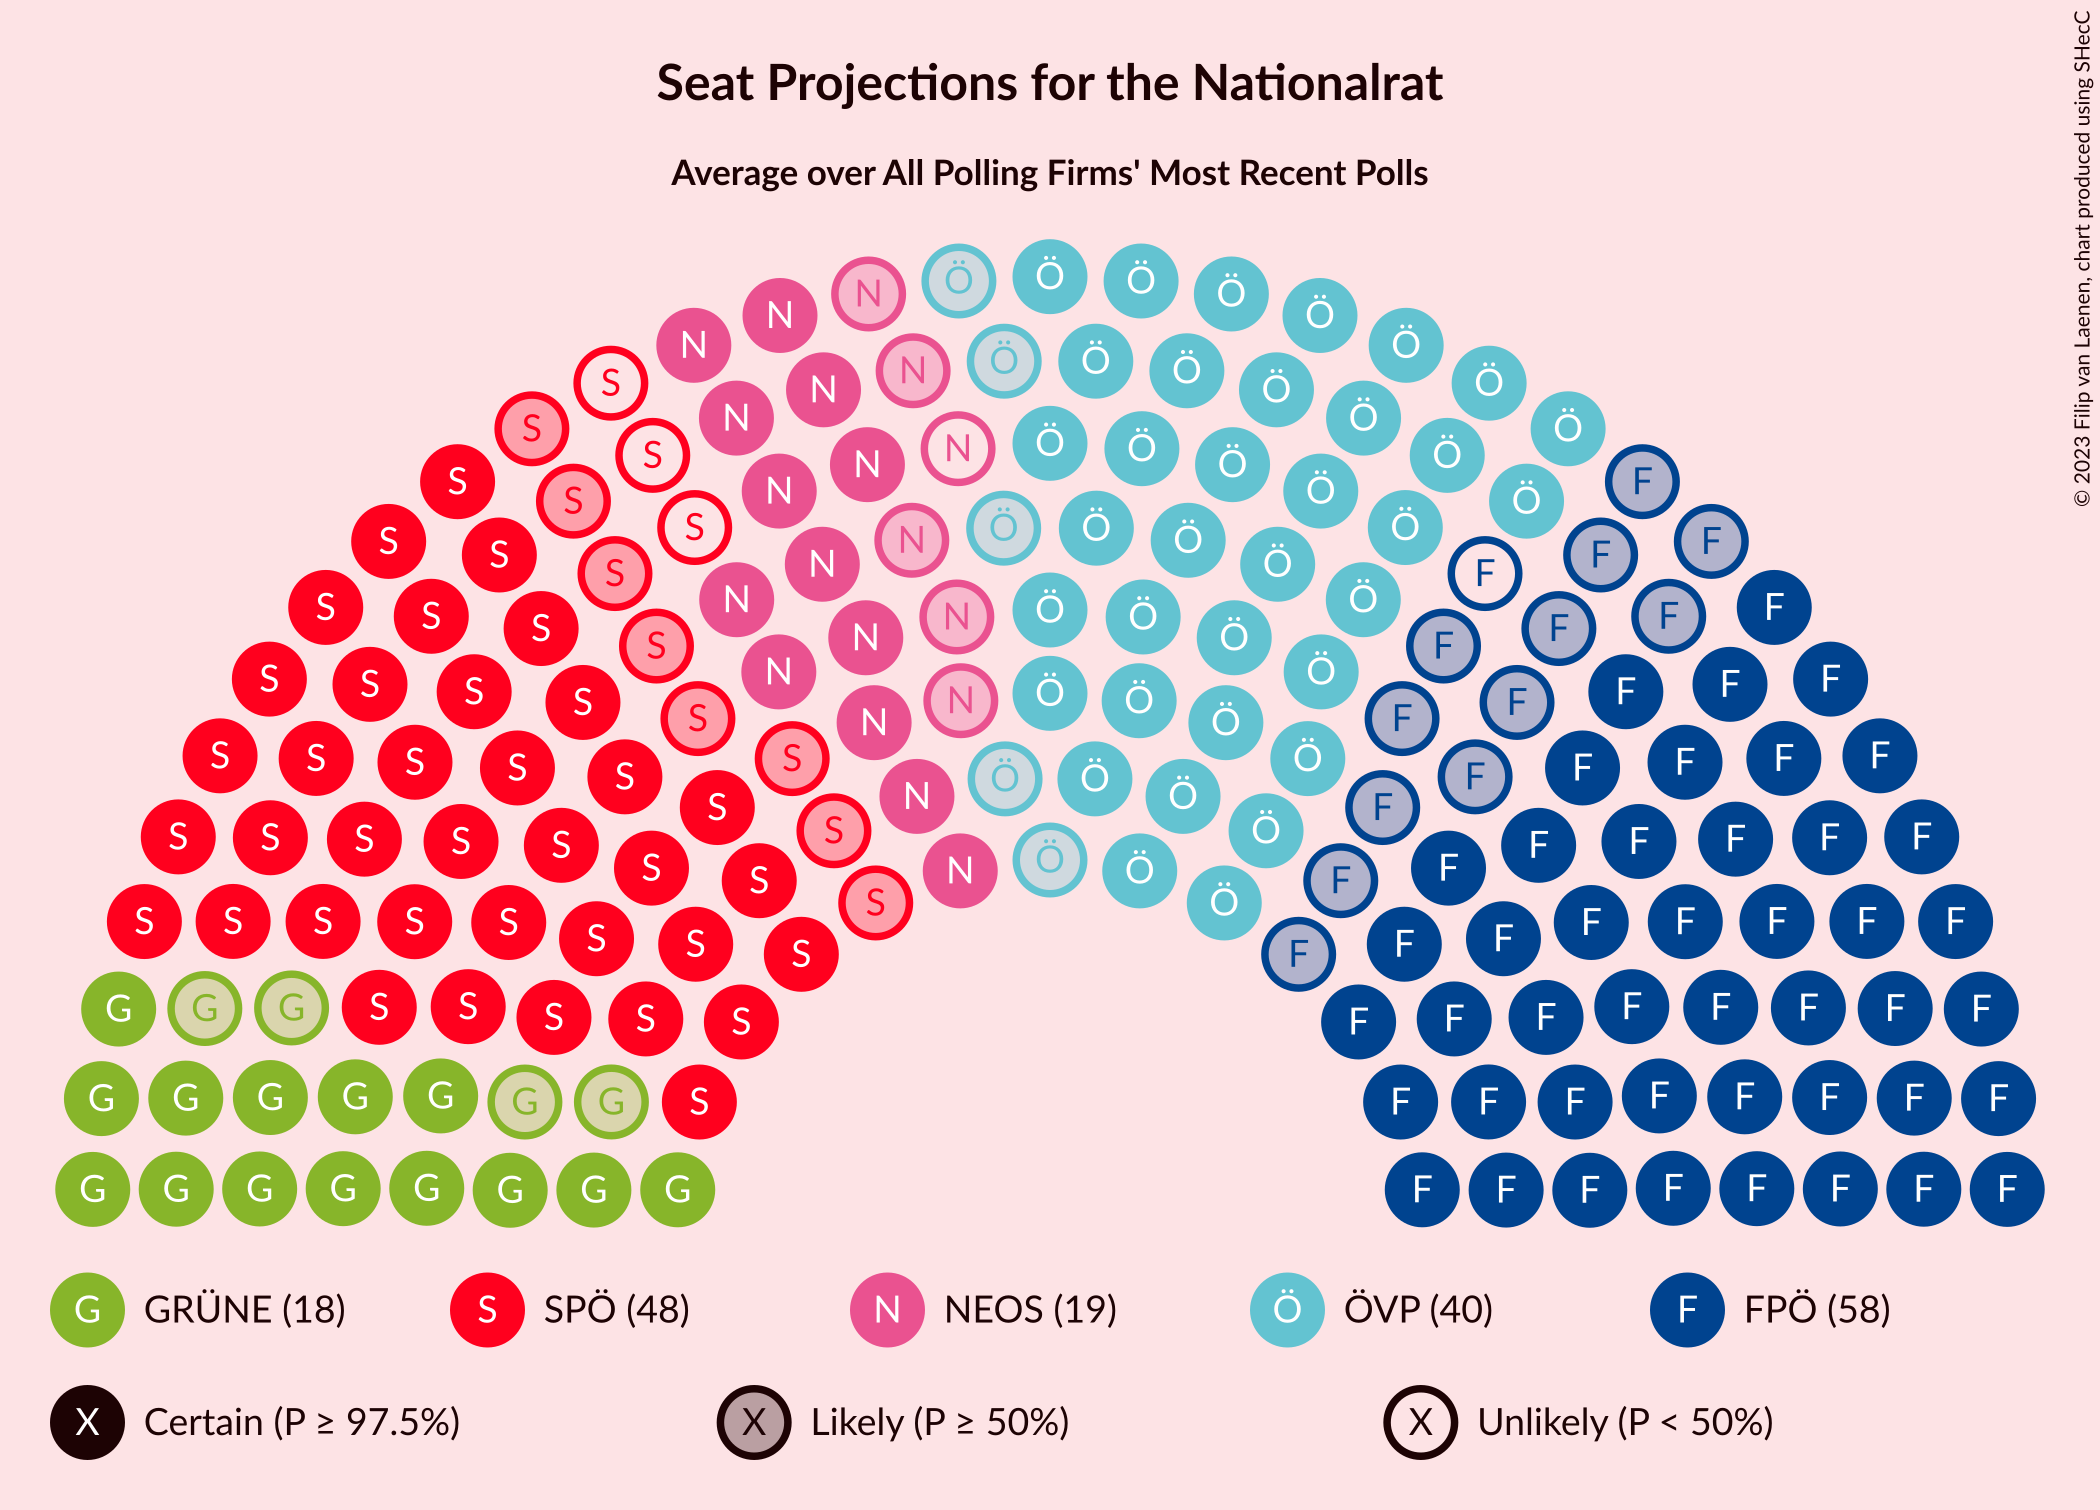 Seat Projections for the Nationalrat
Average over All Polling Firms' Most Recent Polls
© 2023 Filip van Laenen, chart produced using SHecC
Ö Ö Ö Ö Ö
N N N Ö Ö
S S N N N Ö Ö Ö Ö Ö Ö Ö
S S N N N Ö Ö Ö Ö Ö Ö F
S S S N N N Ö Ö Ö Ö Ö Ö F F
S S S S N N N Ö Ö Ö Ö F F F F
S S S S S N N N Ö Ö Ö Ö F F F F F
S S S S S S N N Ö Ö Ö Ö F F F F F
S S S S S S S N Ö Ö Ö Ö F F F F F F
S S S S S S S S N Ö Ö Ö F F F F F F F
S S S S S S S S F F F F F F F F
G G G S S S S S F F F F F F F F
G G G G G G G S F F F F F F F F
G G G G G G G G F F F F F F F F
G GRÜNE (18) S SPÖ (48) N NEOS (19) Ö ÖVP (40) F FPÖ (58)
X Certain (P ≥ 97.5%) X Likely (P ≥ 50%) X Unlikely (P < 50%)